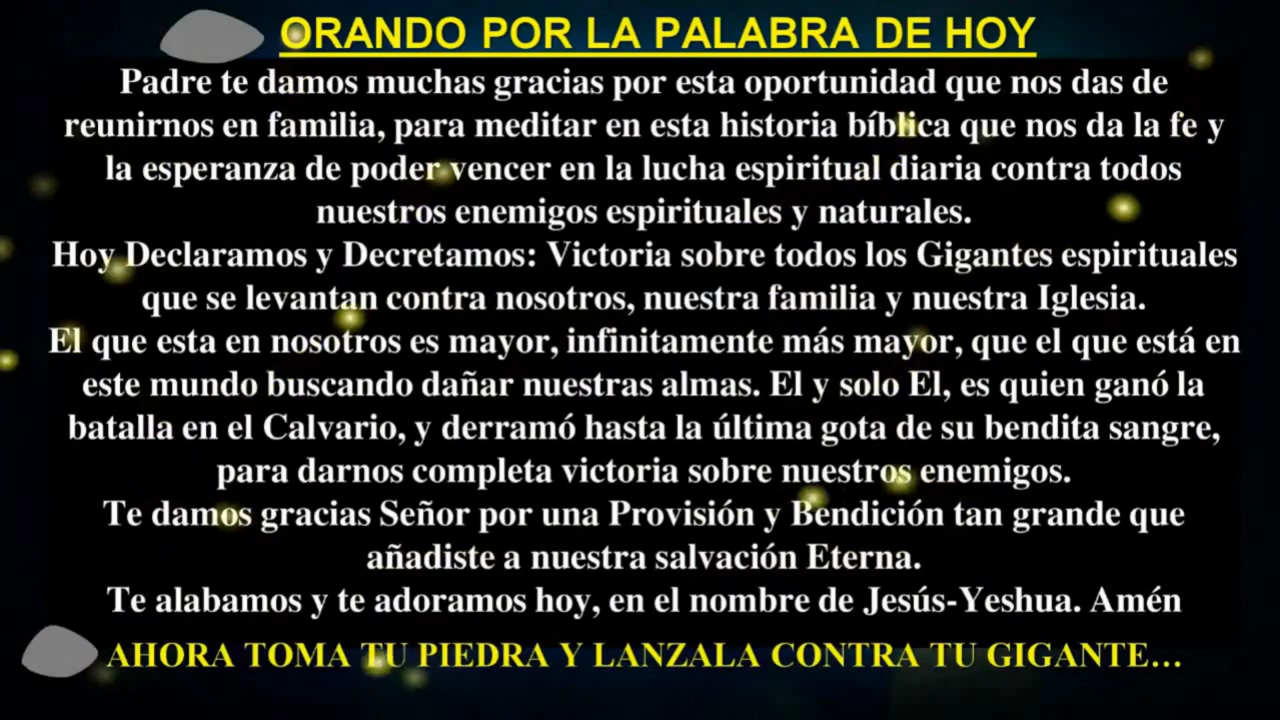 ORANDO POR LA PALABRA DE HOY
Padre te damos muchas gracias por esta oportunidad que nos das de
reunirnos en familia, para meditar en esta historia bíblica que nos da la fe y
la esperanza de poder vencer en la lucha espiritual diaria contra todos
nuestros enemigos espirituales y naturales.
Hoy Declaramos y Decretamos: Victoria sobre todos los Gigantes espirituales
que se levantan contra nosotros, nuestra familia y nuestra Iglesia.
El que esta en nosotros es mayor, infinitamente más mayor, que el que está en
este mundo buscando dañar nuestras almas. El y solo El, es quien ganó la
batalla en el Calvario, y derramó hasta la última gota de su bendita sangre,
para darnos completa victoria sobre nuestros enemigos.
Te damos gracias Señor por una Provisión y Bendición tan grande que
añadiste a nuestra salvación Eterna.
Te alabamos y te adoramos hoy, en el nombre de Jesús-Yeshua. Amén
AHORA TOMA TU PIEDRA Y LANZALA CONTRA TU GIGANTE…